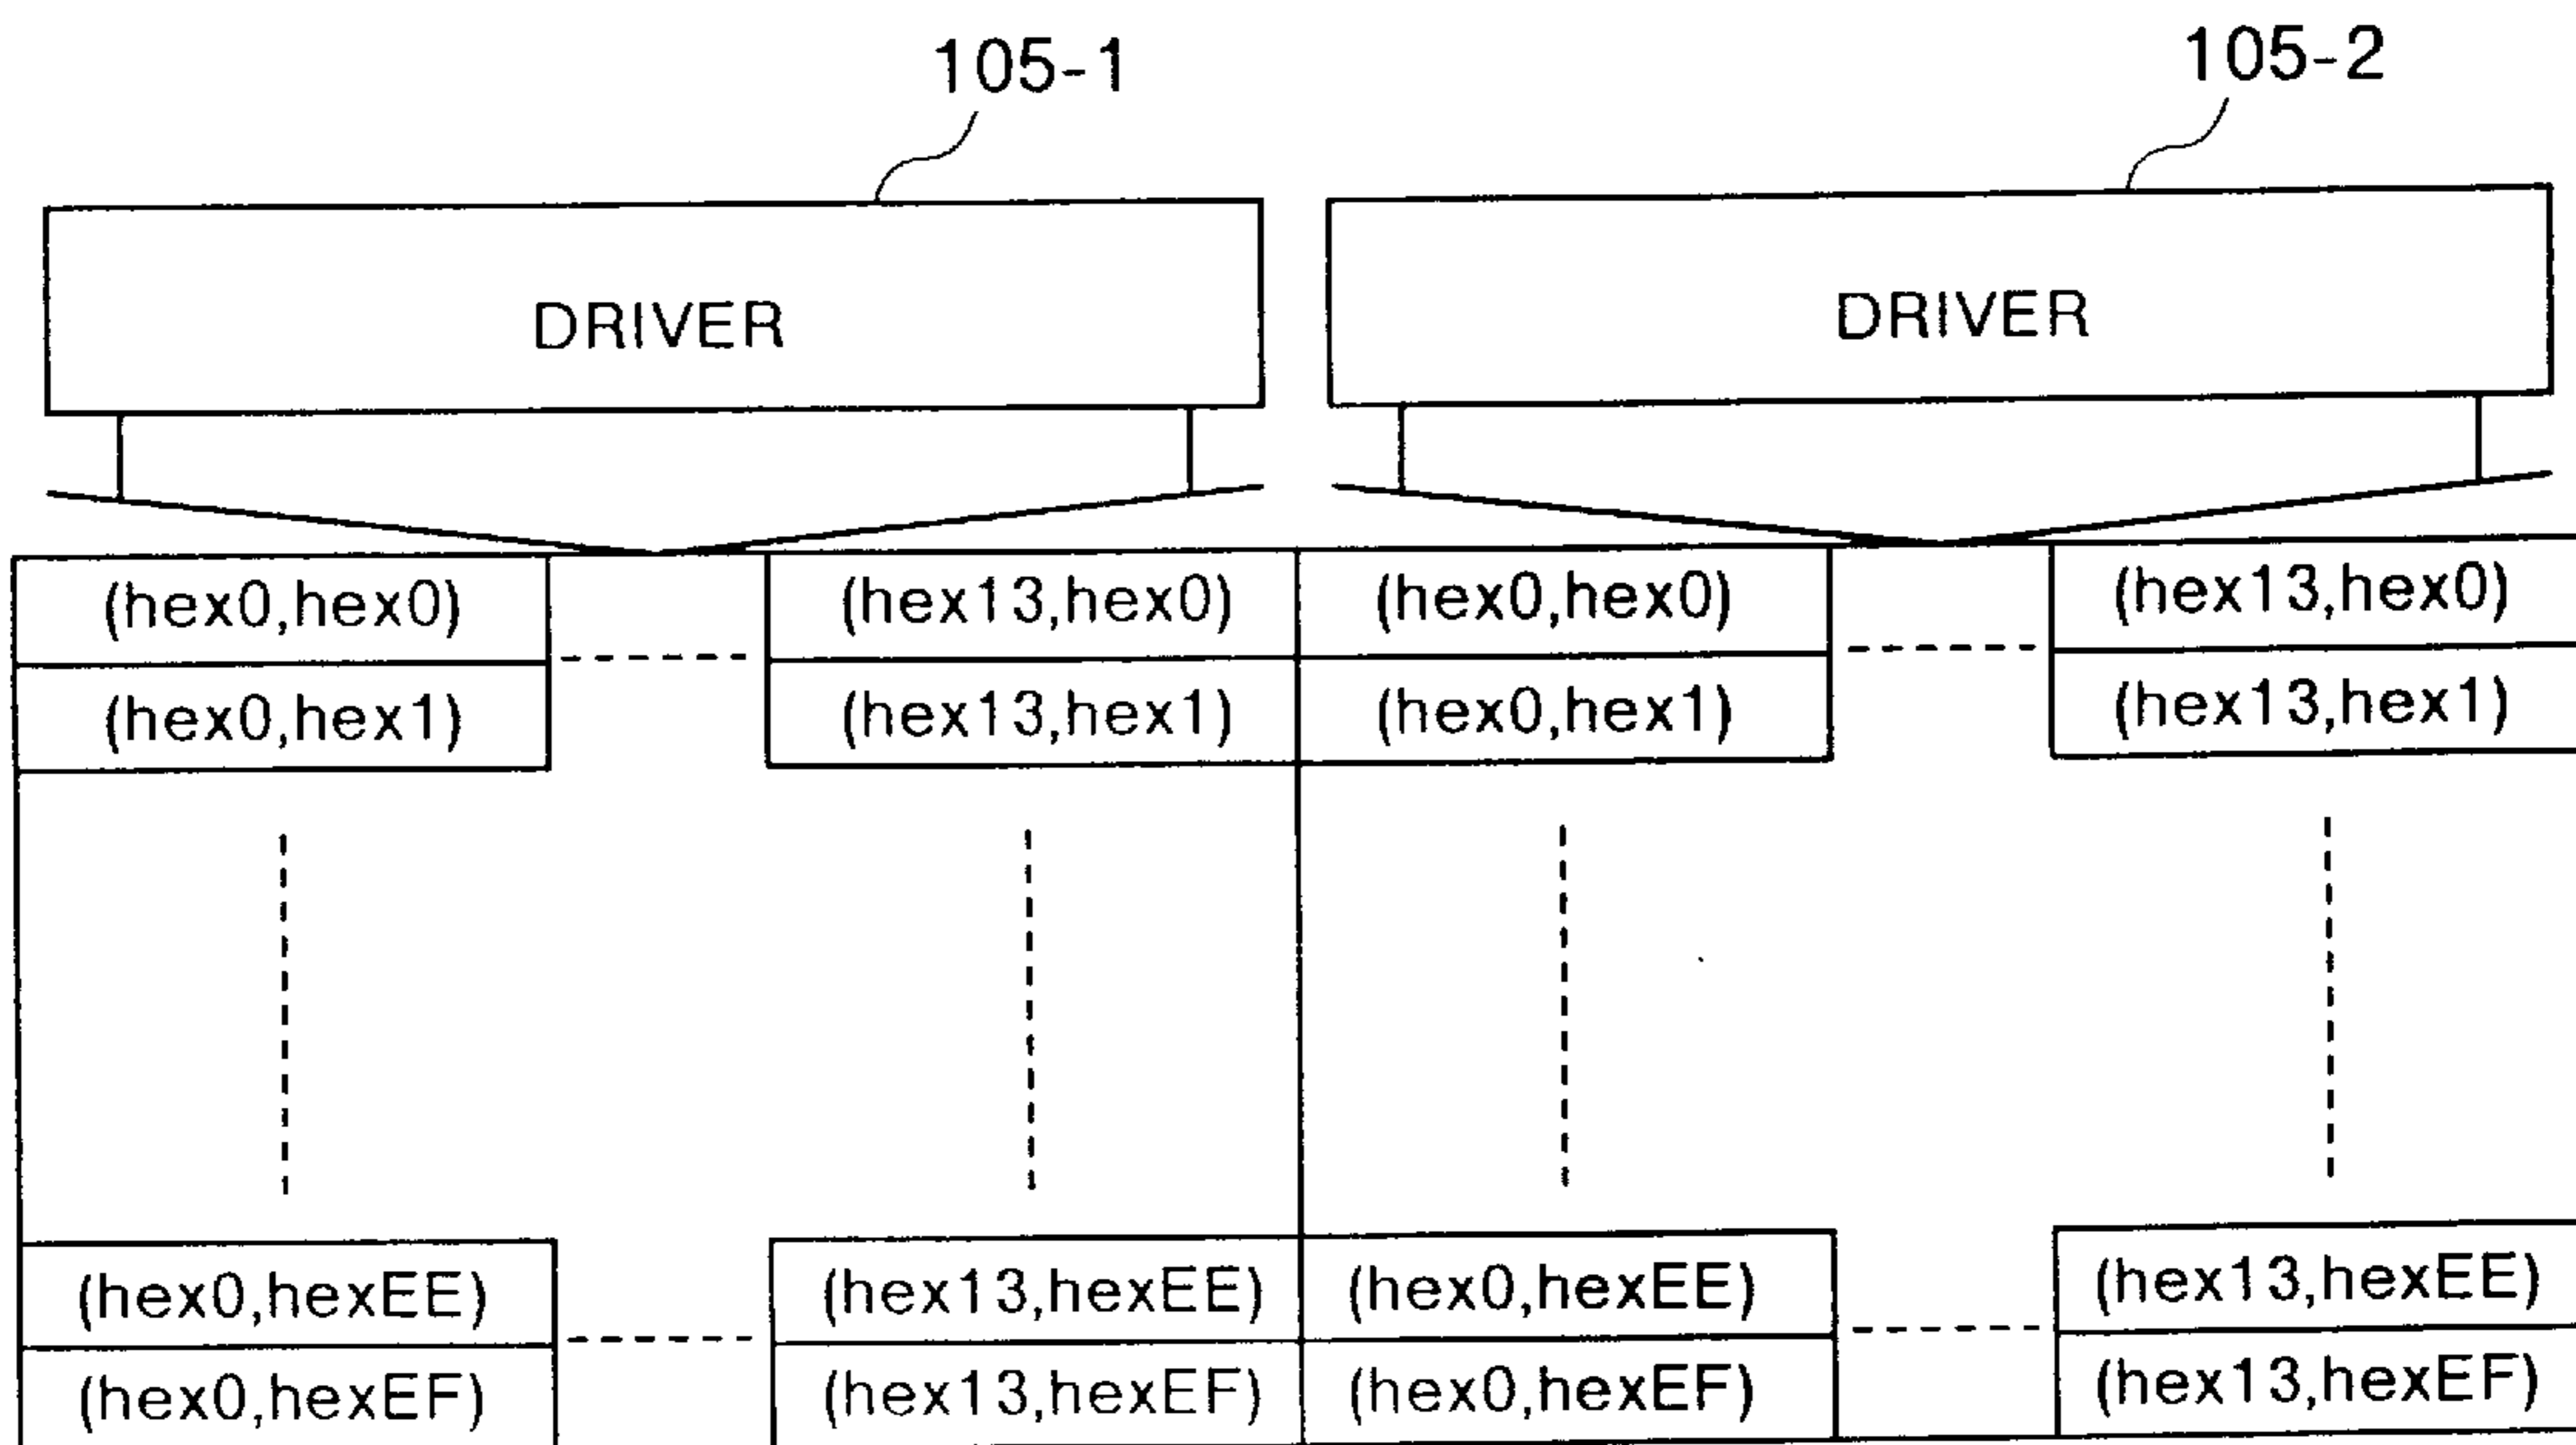 105-1 105-2
DRIVER DRIVER
(hex0,hex0) (hex13,hex0) (hex0,hex0) (hex13,hex0)
(hex0,hex1) (hex13,hex1) (hex0,hex1) (hex13,hex1)
(hex0,hexEE) (hex13,hexEE) (hex0,hexEE) (hex13,hexEE)
(hex0,hexEF) (hex13,hexEF) (hex0,hexEF) (hex13,hexEF)